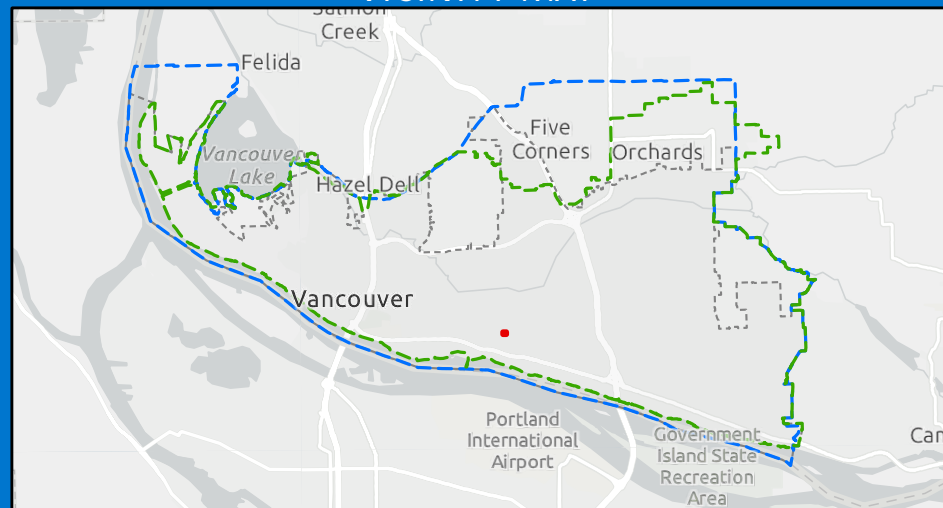 Salmon
Creek
Felida
Five
Corners
Orchards
Vancouver
Lake
Hazel Dell
Vancouver
Portland
International
Airport
Government
Island State
Recreation
Area